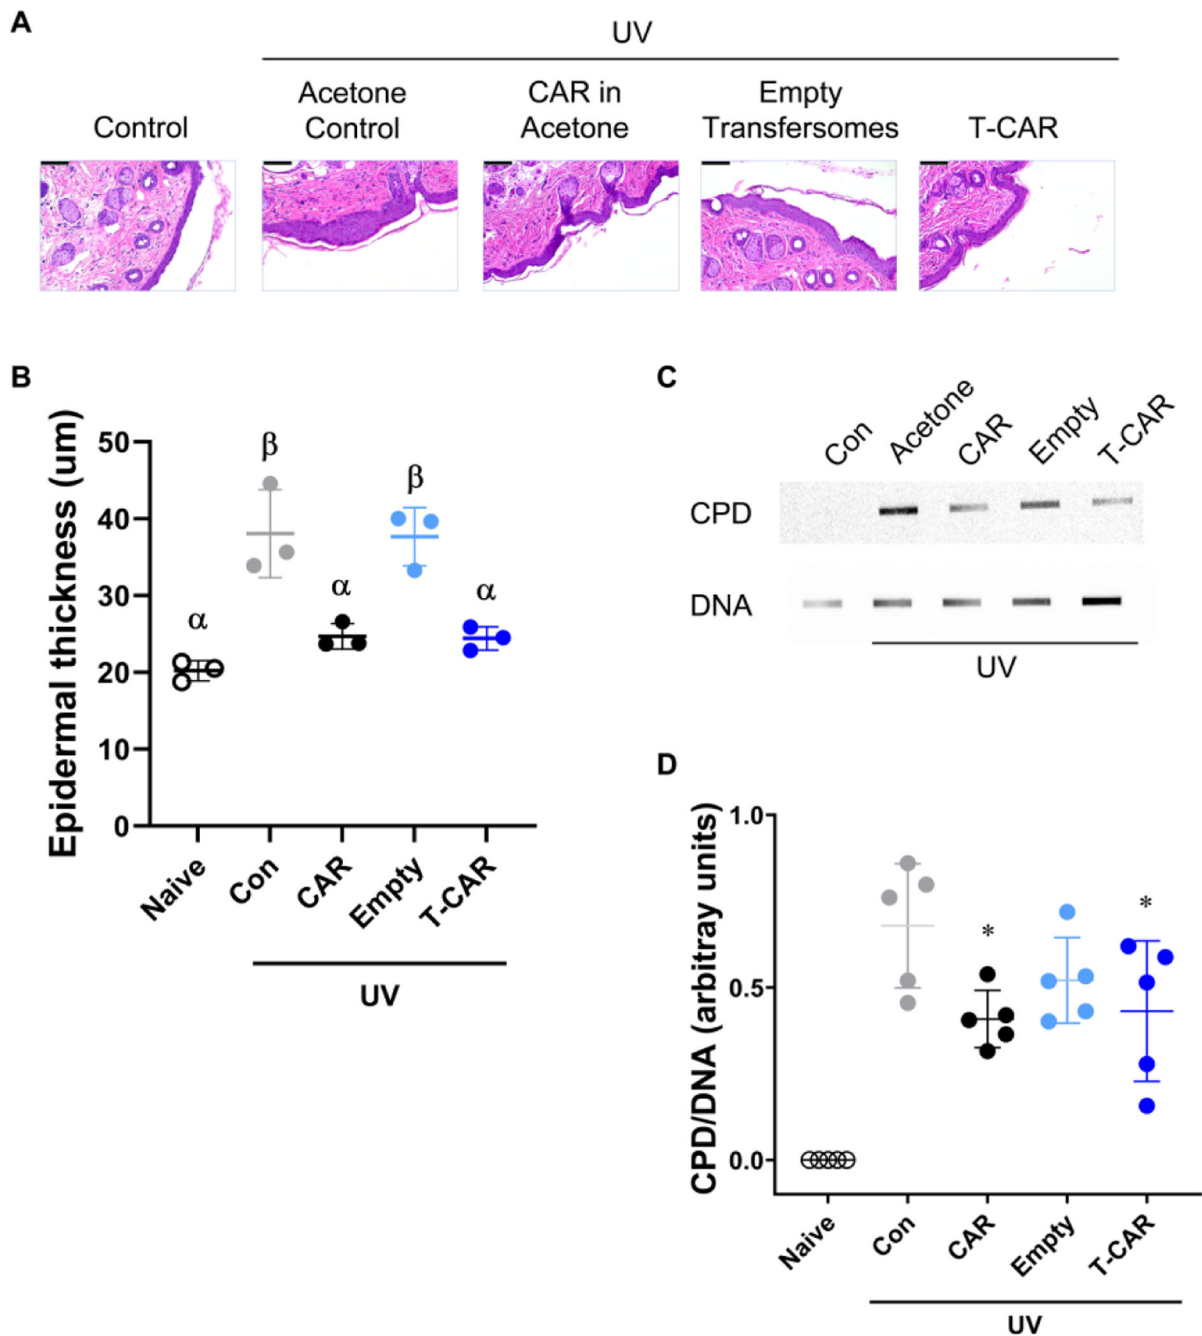 A
UV
Control
Acetone
Control
CAR in
Acetone
Empty
Transfersomes
T-CAR
B
Epidermal thickness (um)
50
40
30
20
10
0
α
β
α
β
α
Naive
Con
CAR
Empty
T-CAR
UV
C
Con
Acetone
CAR
Empty
T-CAR
CPD
DNA
UV
D
CPD/DNA (arbitray units)
1.0
0.5
0.0
*
*
Naive
Con
CAR
Empty
T-CAR
UV